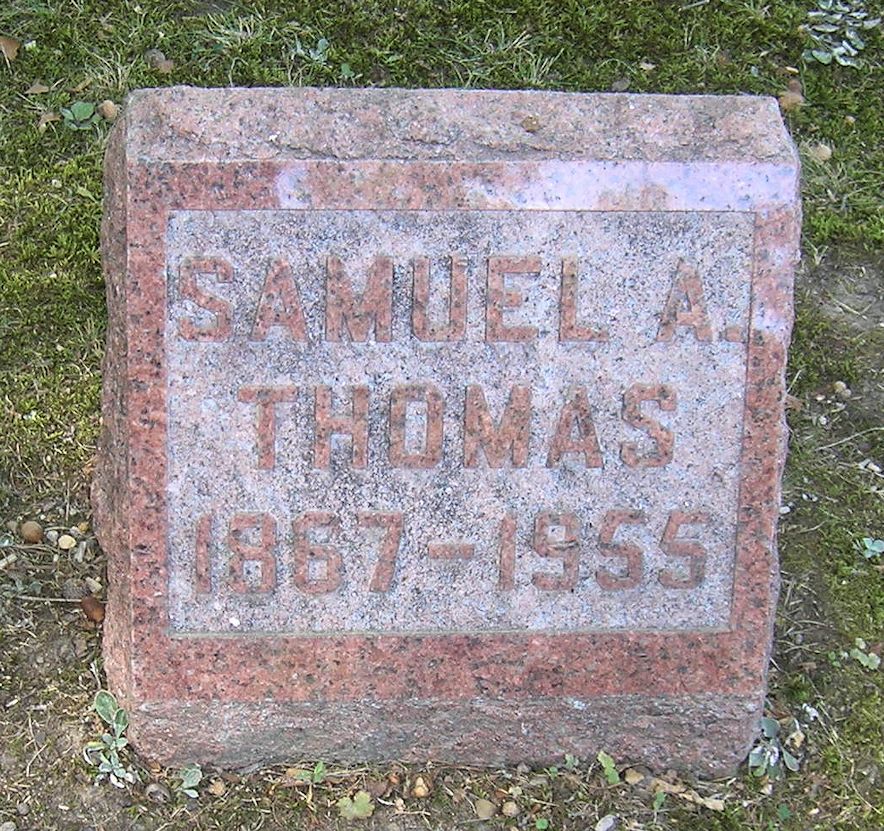 SAMUEL A.
THOMAS
1867-1955